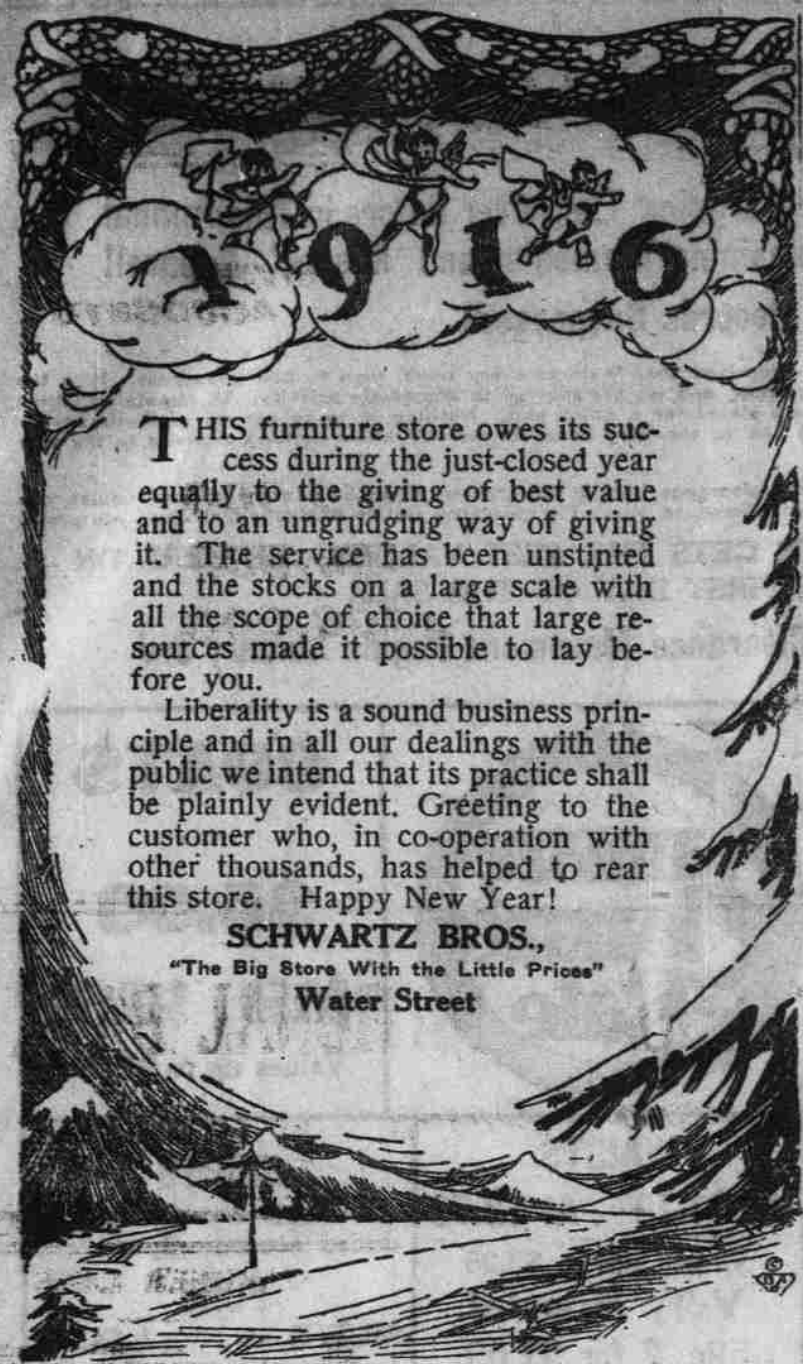 1916
THIS furniture store owes its suc-
cess during the just-closed year
equally to the giving of best value
and to an ungrudging way of giving
it. The service has been unstinted
and the stocks on a large scale with
all the scope of choice that large re-
sources made it possible to lay be-
fore you.
Liberality is a sound business prin-
ciple and in all our dealings with the
public we intend that its practice shall
be plainly evident. Greeting to the
customer who, in co-operation with
other thousands, has helped to rear
this store. Happy New Year!
SCHWARTZ BROS.,
"The Big Store With the Little Prices"
Water Street